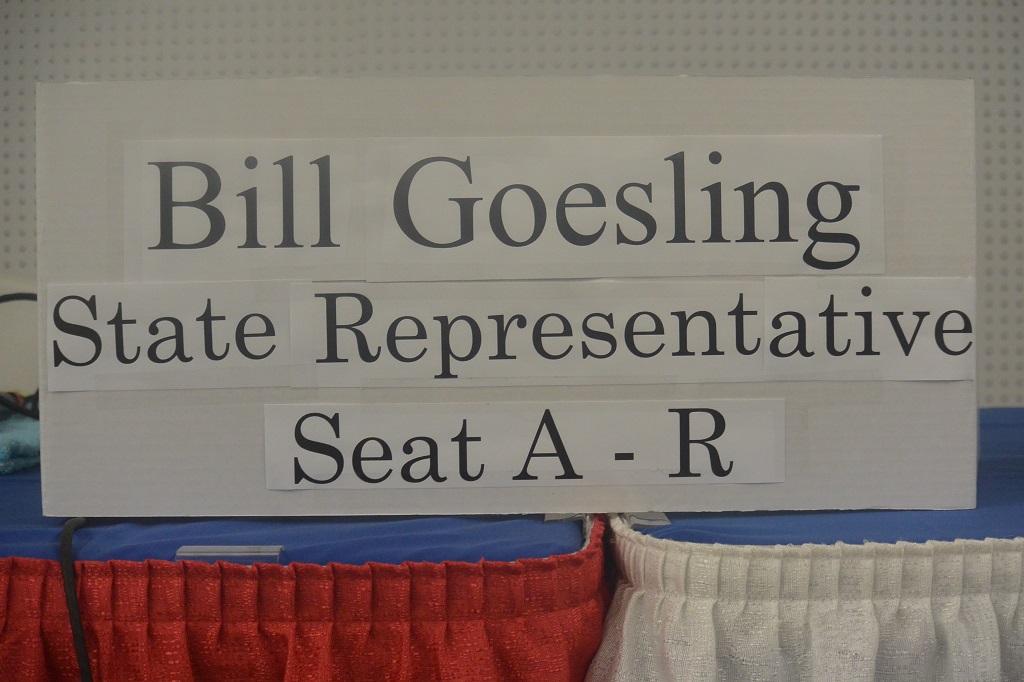 Bill Goesling
State Representative
Seat A - R